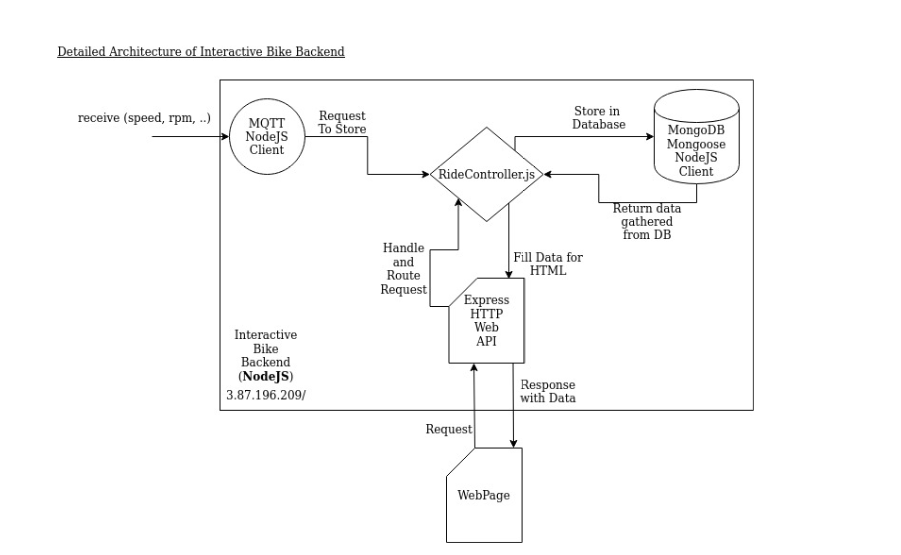 Detailed Architecture of Interactive Bike Backend
receive (speed, rpm, ..)
MQTT
NodeJS
Client
Request
To Store
RideController.js
Store in
Database
MongoDB
Mongoose
NodeJS
Client
Return data
gathered
from DB
Handle
and
Route
Request
Fill Data for
HTML
Express
HTTP
Web
API
Interactive
Bike
Backend
(NodeJS)
3.87.196.209/
Response
with Data
Request
WebPage